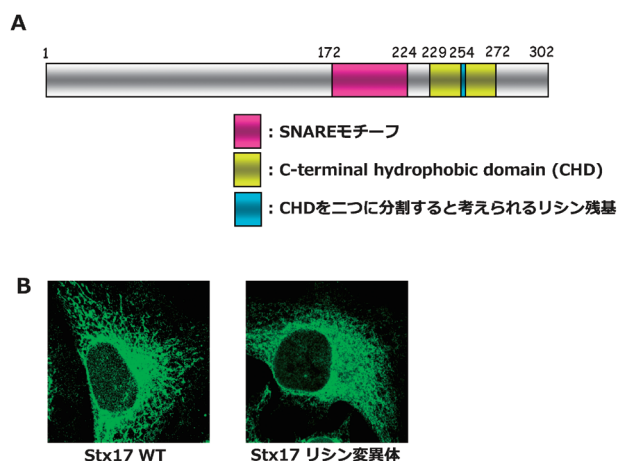 A
1 172 224 229 254 272 302
: SNAREモチーフ
: C-terminal hydrophobic domain (CHD)
: CHDを二つに分割すると考えられるリシン残基
B
Stx17 WT Stx17 リシン変異体